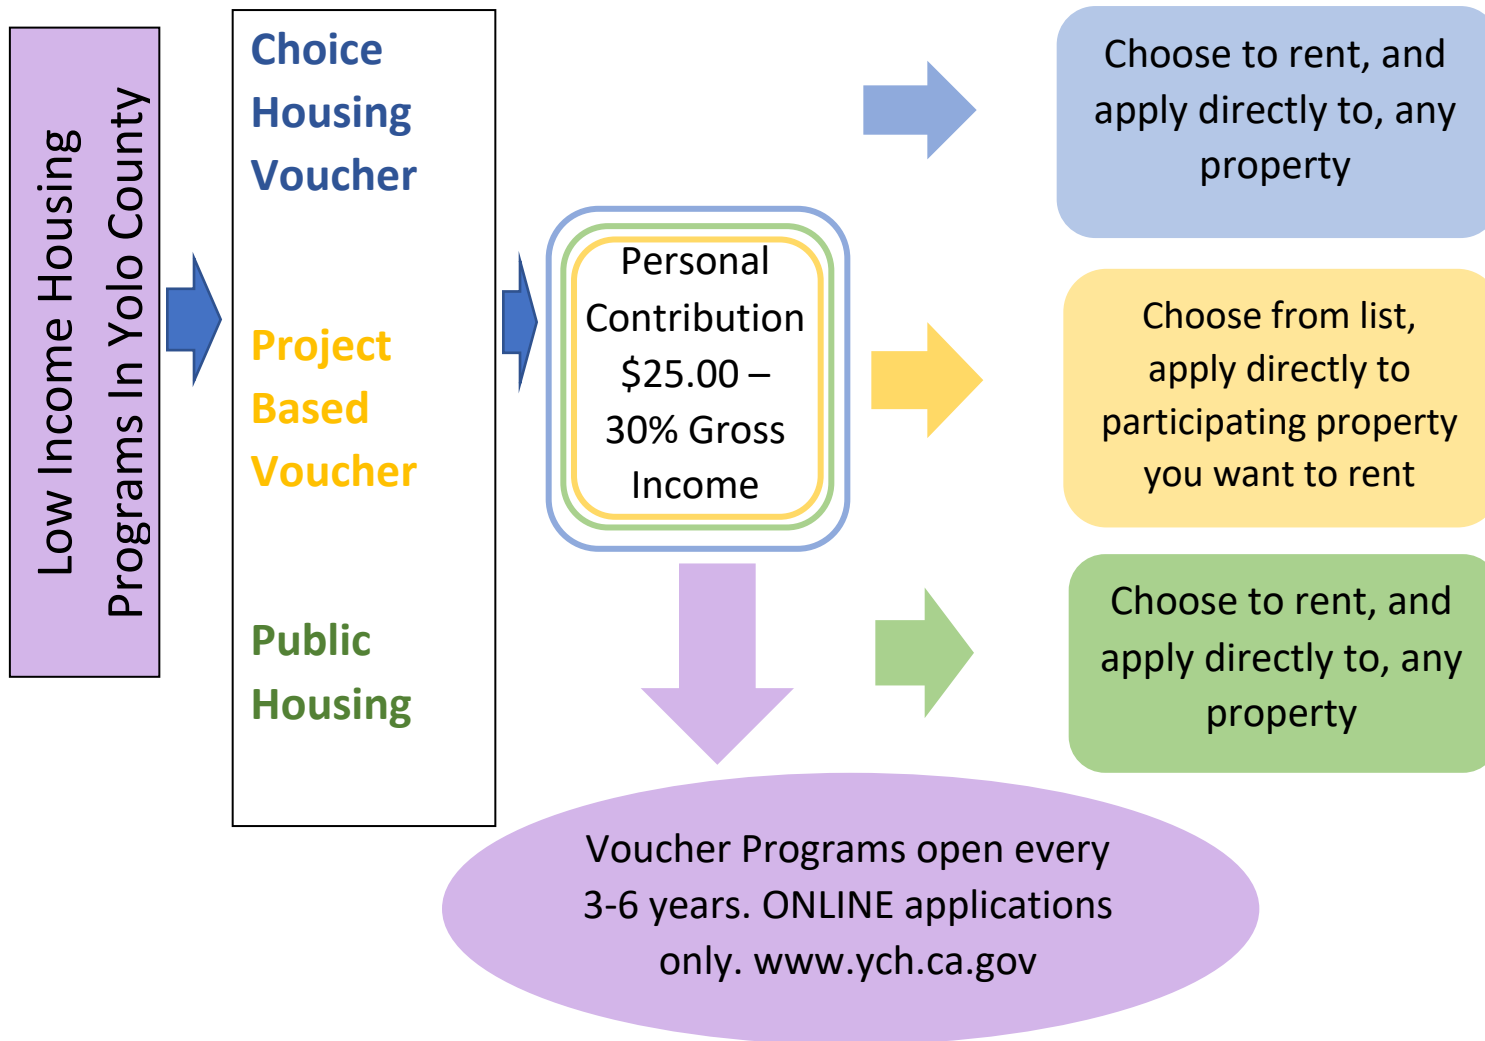 Low Income Housing
Programs In Yolo County
Choice
Housing
Voucher
Project
Based
Voucher
Public
Housing
Personal
Contribution
$25.00 –
30% Gross
Income
Choose to rent, and
apply directly to, any
property
Choose from list,
apply directly to
participating property
you want to rent
Choose to rent, and
apply directly to, any
property
Voucher Programs open every
3-6 years. ONLINE applications
only. www.ych.ca.gov